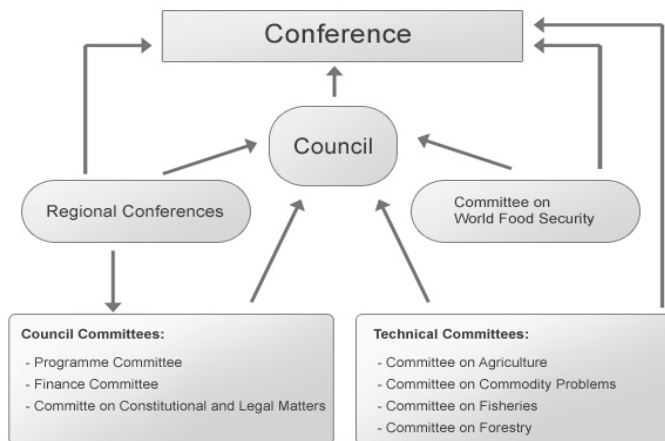 Conference
Council
Regional Conferences
Committee on
World Food Security
Council Committees:
- Programme Committee
- Finance Committee
- Committe on Constitutional and Legal Matters
Technical Committees:
- Committee on Agriculture
- Committee on Commodity Problems
- Committee on Fisheries
- Committee on Forestry